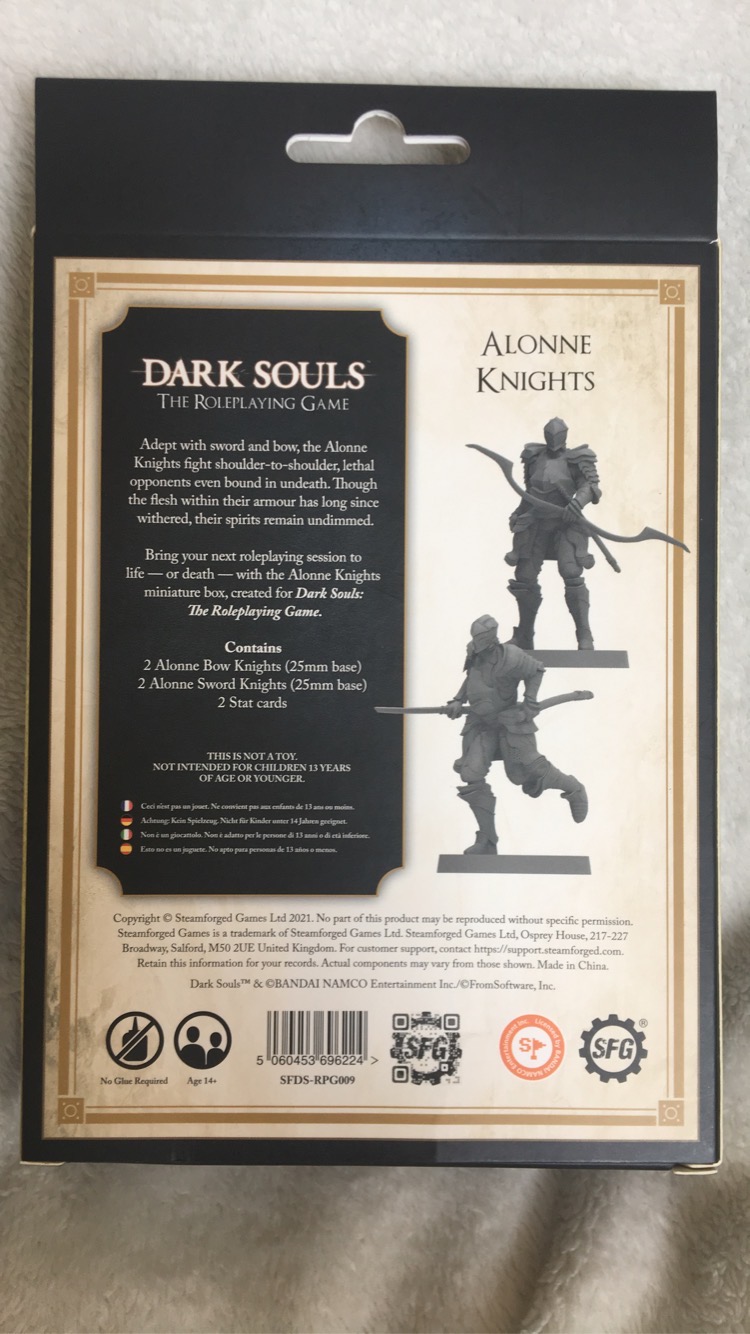 DARK SOULS™
THE ROLEPLAYING GAME
Adept with sword and bow, the Alonne
Knights fight shoulder-to-shoulder, lethal
opponents even bound in undeath. Though
the flesh within their armour has long since
withered, their spirits remain undimmed.
Bring your next roleplaying session to
life — or death — with the Alonne Knights
miniature box, created for Dark Souls:
The Roleplaying Game.
Contains
2 Alonne Bow Knights (25mm base)
2 Alonne Sword Knights (25mm base)
2 Stat cards
THIS IS NOT A TOY.
NOT INTENDED FOR CHILDREN 13 YEARS
OF AGE OR YOUNGER.
Ceci n'est pas un jouet. Ne convient pas aux enfants de 13 ans ou moins.
Achtung: Kein Spielzeug. Nicht für Kinder unter 14 Jahren geeignet.
Non è un giocattolo. Non è adatto per le persone di 13 anni o di età inferiore.
Esto no es un juguete. No apto para personas de 13 años o menos.
ALONNE
KNIGHTS
Copyright © Steamforged Games Ltd 2021. No part of this product may be reproduced without specific permission.
Steamforged Games is a trademark of Steamforged Games Ltd. Steamforged Games Ltd, Osprey House, 217-227
Broadway, Salford, M50 2UE United Kingdom. For customer support, contact https://support.steamforged.com.
Retain this information for your records. Actual components may vary from those shown. Made in China.
Dark Souls™ & ©BANDAI NAMCO Entertainment Inc./©FromSoftware, Inc.
No Glue Required
Age 14+
5 060453 696224 >
SFDS-RPG009
SFG
Licensed by BANDAI NAMCO Entertainment Inc.
SFG®